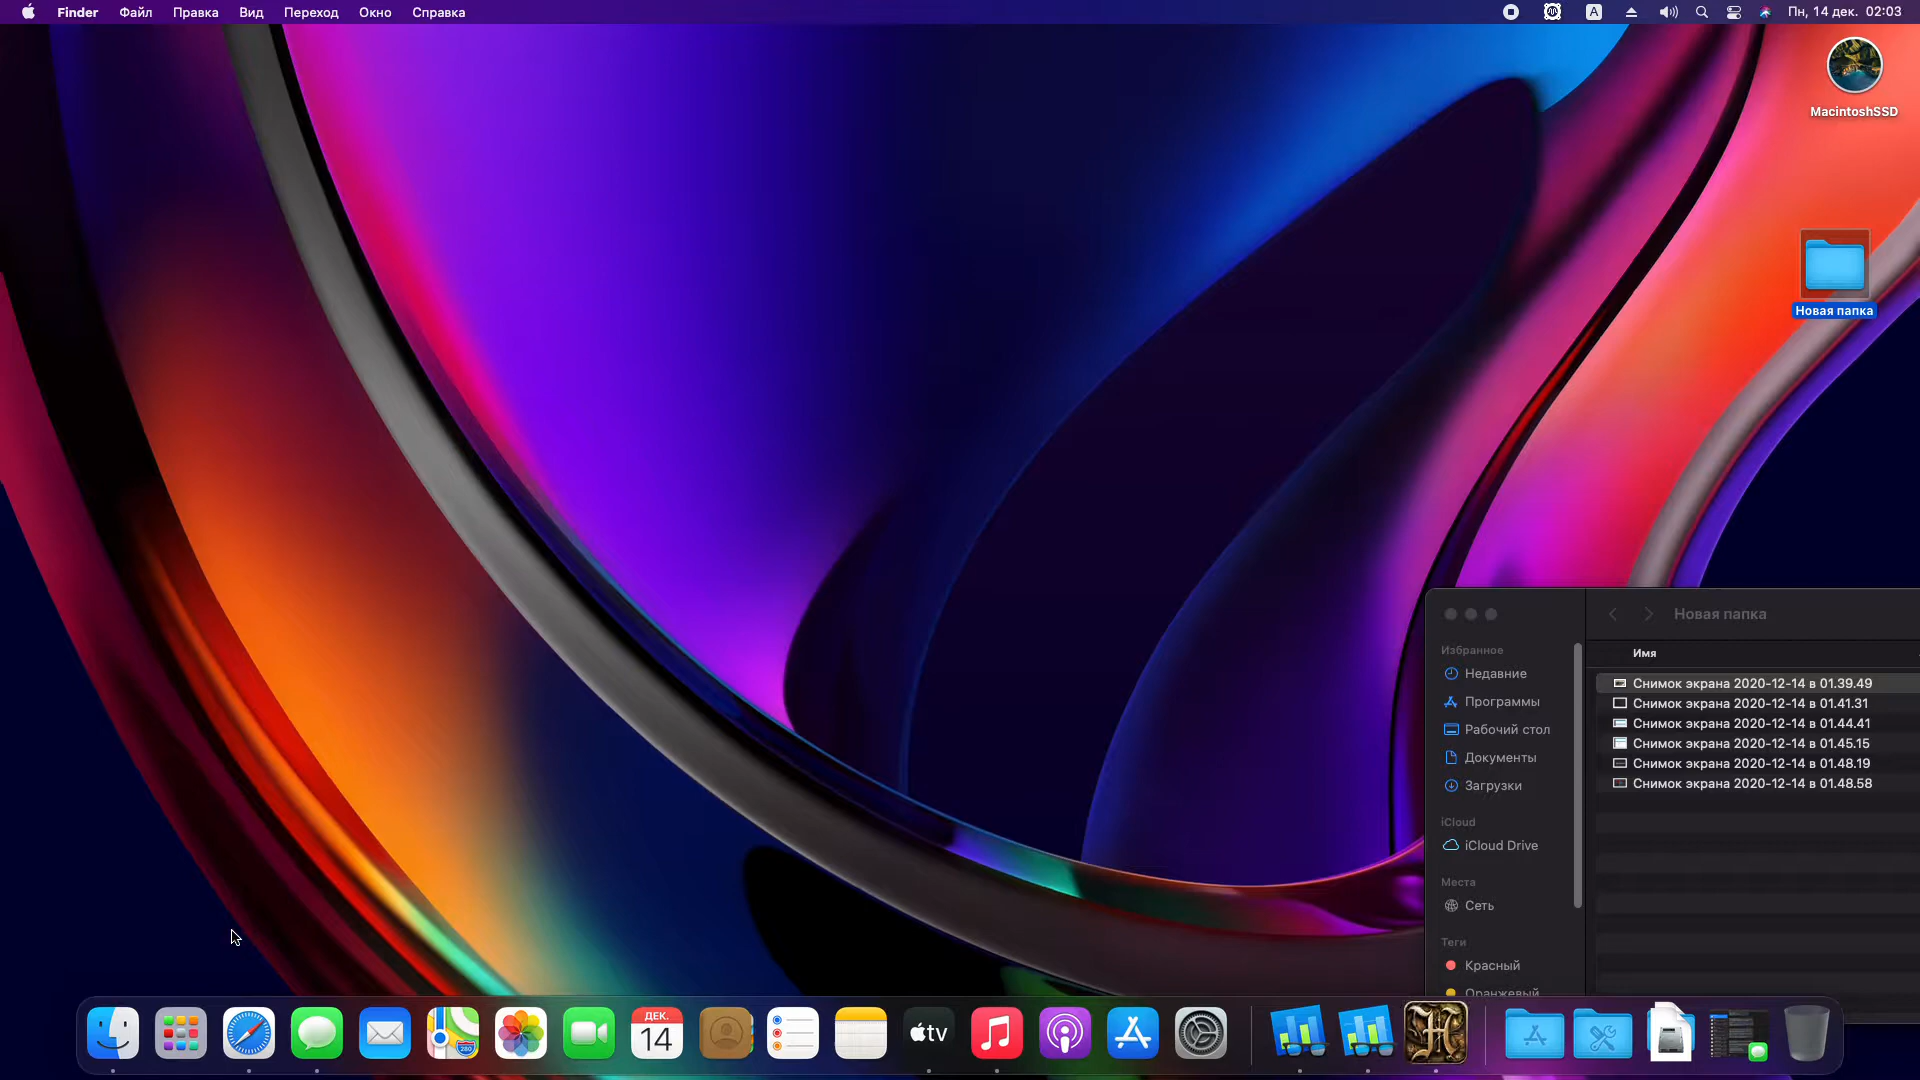 Finder Файл Правка Вид Переход Окно Справка A Пн, 14 дек. 02:03
MacintoshSSD
Новая папка
Новая папка
Избранное
Имя
Недавние
Снимок экрана 2020-12-14 в 01.39.49
Программы
Снимок экрана 2020-12-14 в 01.41.31
Снимок экрана 2020-12-14 в 01.44.41
Рабочий стол
Снимок экрана 2020-12-14 в 01.45.15
Документы
Снимок экрана 2020-12-14 в 01.48.19
Загрузки
Снимок экрана 2020-12-14 в 01.48.58
iCloud
iCloud Drive
Места
Сеть
Теги
Красный
Оранжевый
ДЕК.
14
tv
280
H